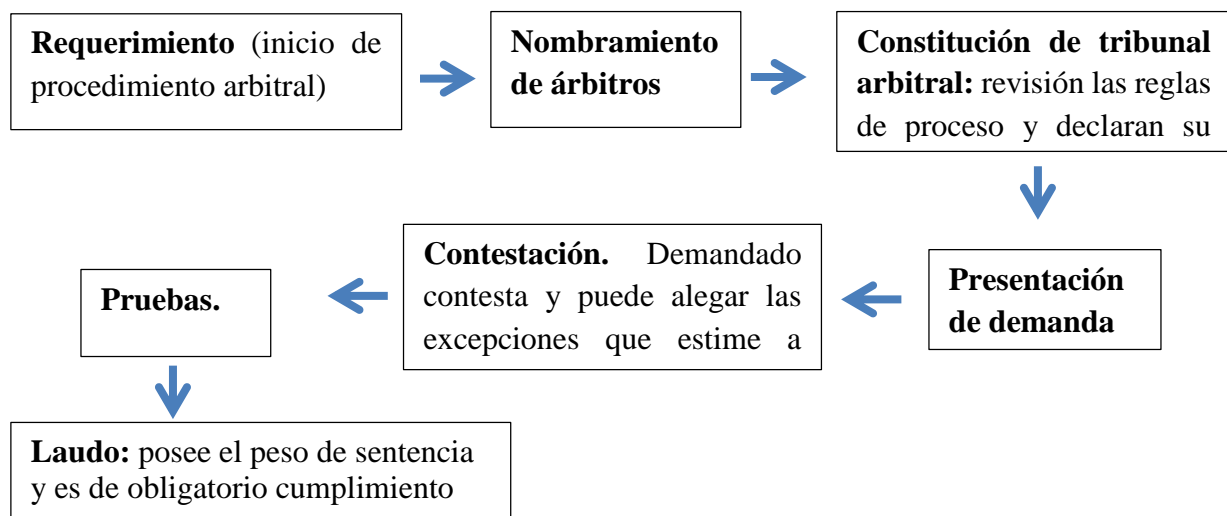 Requerimiento (inicio de
procedimiento arbitral)
Nombramiento
de árbitros
Constitución de tribunal
arbitral: revisión las reglas
de proceso y declaran su
Presentación
de demanda
Contestación. Demandado
contesta y puede alegar las
excepciones que estime a
Pruebas.
Laudo: posee el peso de sentencia
y es de obligatorio cumplimiento